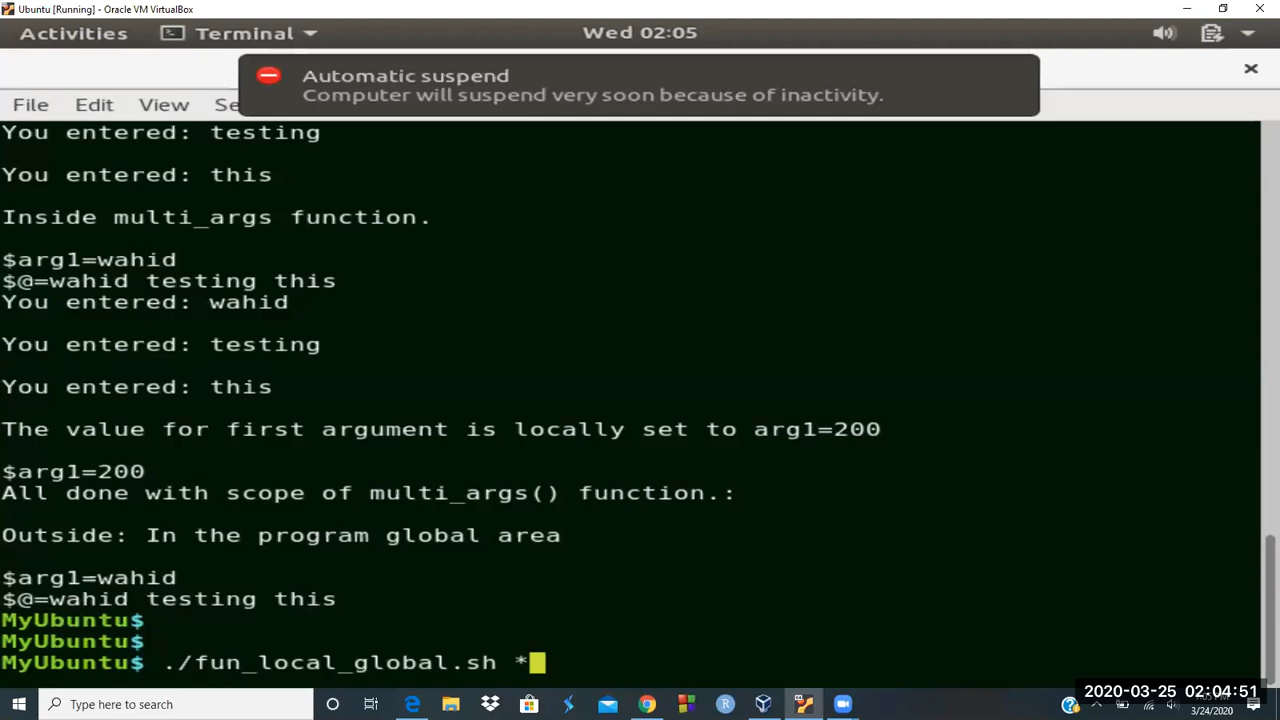 Ubuntu [Running] - Oracle VM VirtualBox
Activities Terminal Wed 02:05
Automatic suspend
Computer will suspend very soon because of inactivity.
File Edit View Se
You entered: testing
You entered: this
Inside multi_args function.
$arg1=wahid
$@=wahid testing this
You entered: wahid
You entered: testing
You entered: this
The value for first argument is locally set to arg1=200
$arg1=200
All done with scope of multi_args() function.:
Outside: In the program global area
$arg1=wahid
$@=wahid testing this
MyUbuntu$
MyUbuntu$
MyUbuntu$ ./fun_local_global.sh *
Type here to search
2020-03-25 02:04:51
3/24/2020